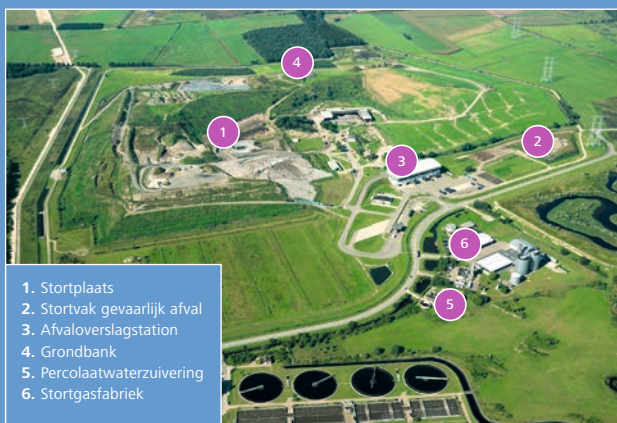 4
1
2
3
6
5
1. Stortplaats
2. Stortvak gevaarlijk afval
3. Afvaloverslagstation
4. Grondbank
5. Percolaatwaterzuivering
6. Stortgasfabriek